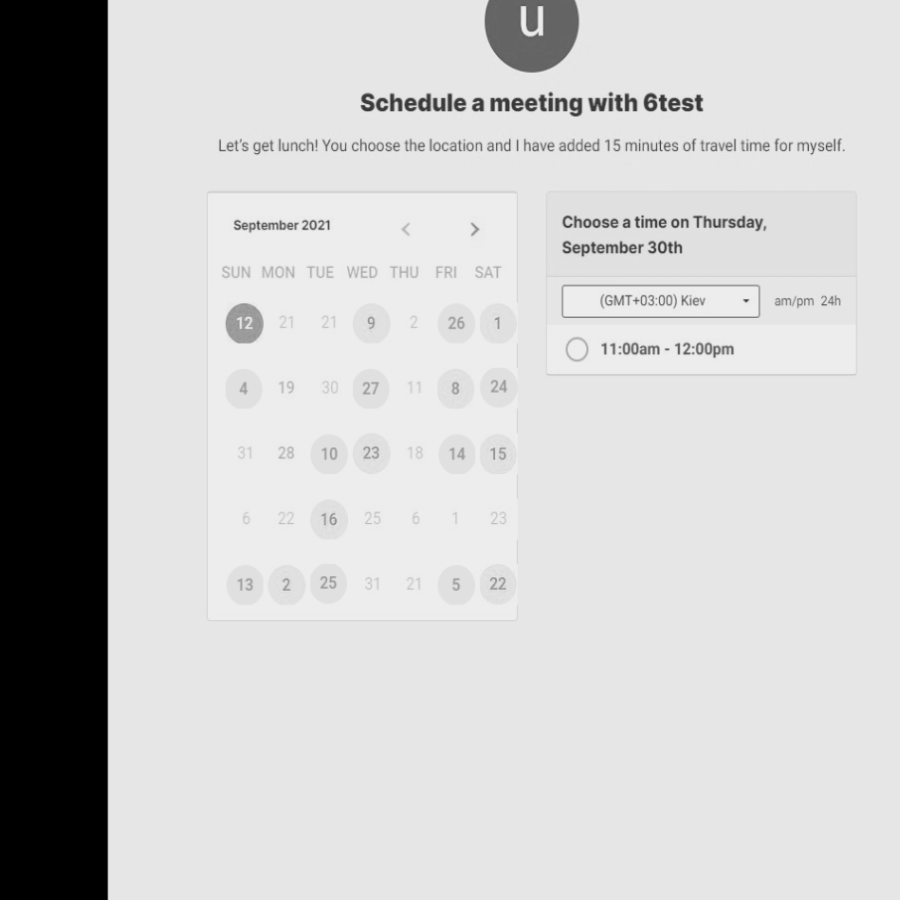 u
Schedule a meeting with 6test
Let's get lunch! You choose the location and I have added 15 minutes of travel time for myself.
September 2021
SUN MON TUE WED THU FRI SAT
12 21 21 9 2 26 1
4 19 30 27 11 8 24
31 28 10 23 18 14 15
6 22 16 25 6 1 23
13 2 25 31 21 5 22
Choose a time on Thursday,
September 30th
(GMT+03:00) Kiev am/pm 24h
11:00am - 12:00pm